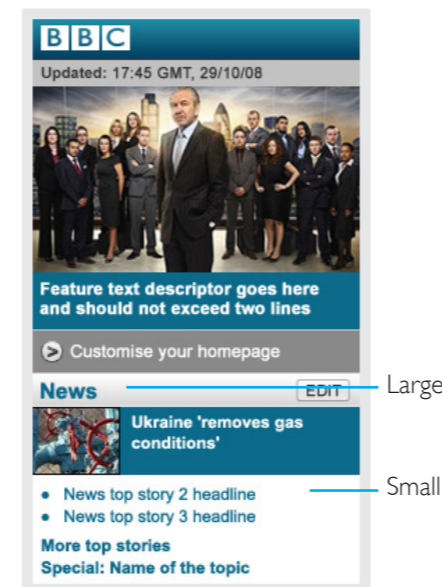 BBC
Updated: 17:45 GMT, 29/10/08
Feature text descriptor goes here
and should not exceed two lines
Customise your homepage
News
EDIT
Large
Ukraine 'removes gas
conditions'
News top story 2 headline
Small
News top story 3 headline
More top stories
Special: Name of the topic